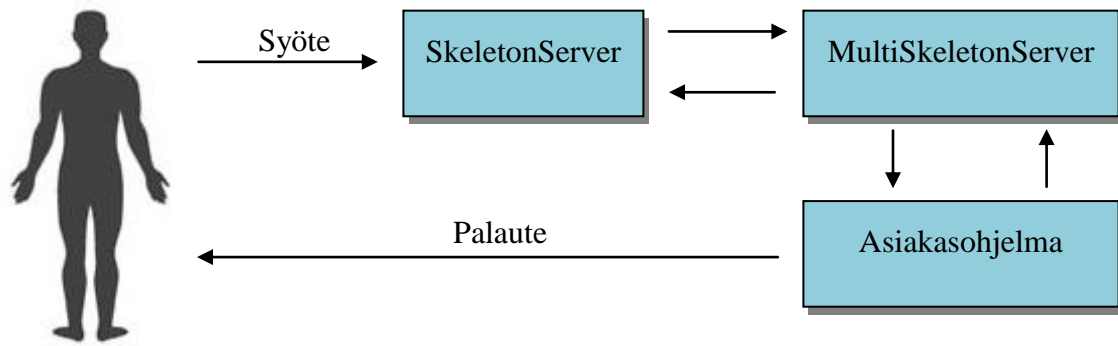 Syöte
SkeletonServer
MultiSkeletonServer
Palaute
Asiakasohjelma